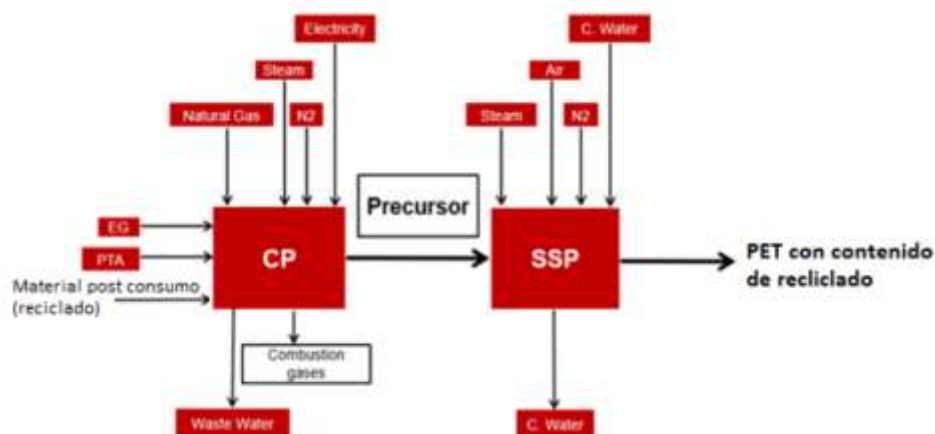 Electricity
C. Water
Steam
Air
Natural Gas
N2
Steam
N2
Precursor
EG
PTA
CP
SSP
PET con contenido
de recliclado
Material post consumo
(reciclado)
Combustion
gases
Waste Water
C. Water